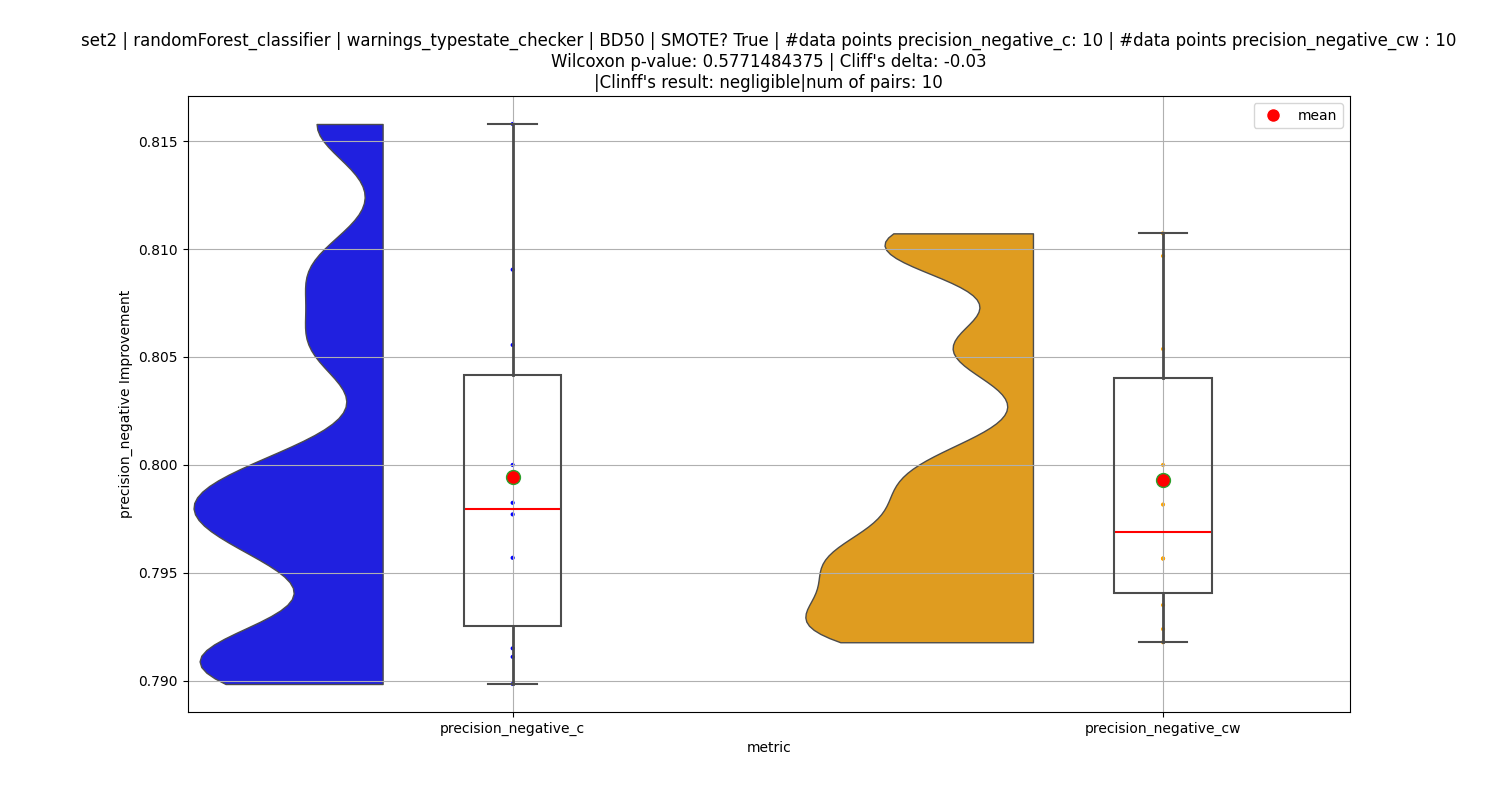 set2 | randomForest_classifier | warnings_typestate_checker | BD50 | SMOTE? True | #data points precision_negative_c: 10 | #data points precision_negative_cw : 10
Wilcoxon p-value: 0.5771484375 | Cliff's delta: -0.03
|Clinff's result: negligible|num of pairs: 10
mean
0.815
0.810
0.805
0.800
0.795
0.790
precision_negative Improvement
precision_negative_c
precision_negative_cw
metric